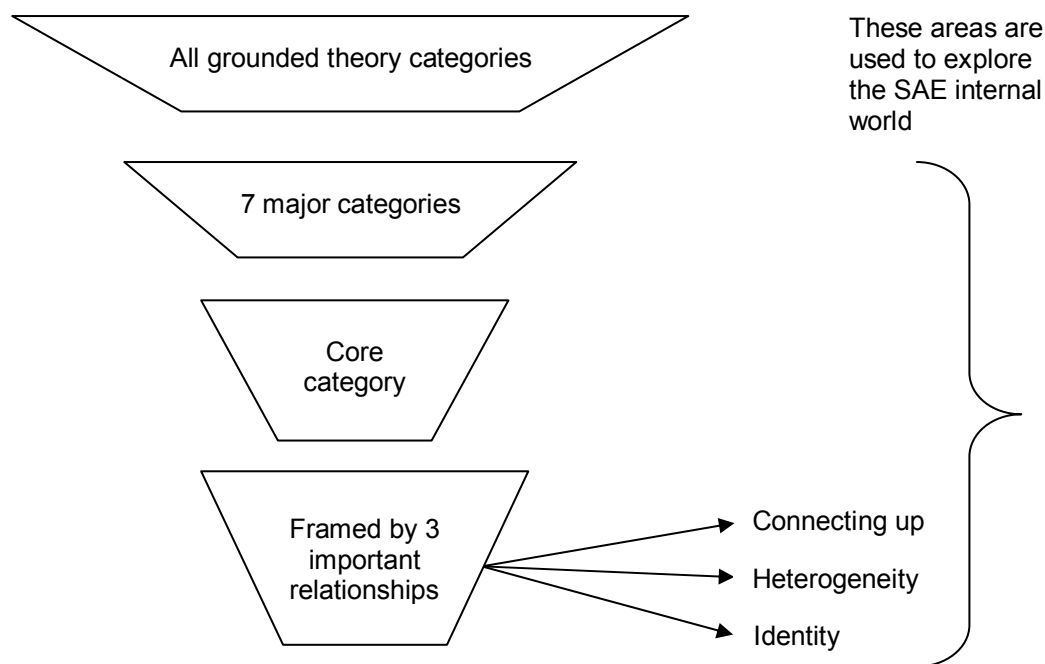 All grounded theory categories
These areas are
used to explore
the SAE internal
world
7 major categories
Core
category
Framed by 3
important
relationships
Connecting up
Heterogeneity
Identity